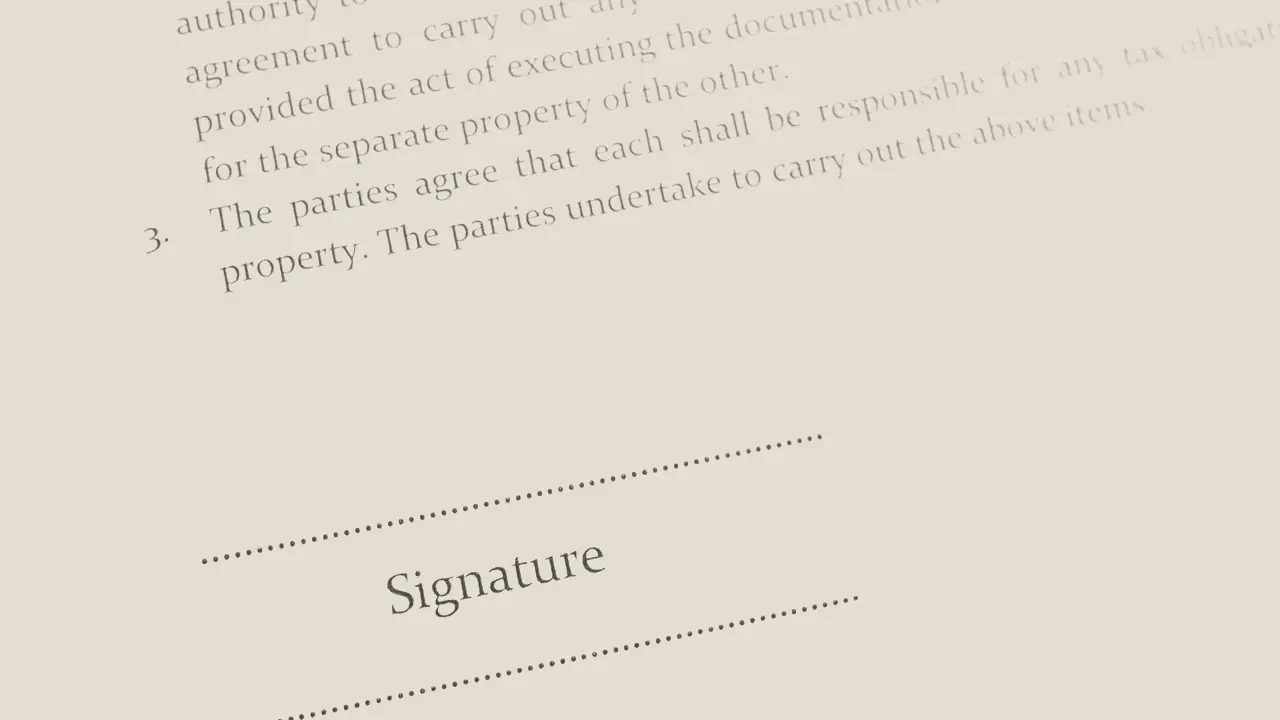 authority
agreement to carry out any
provided the act of executing the
for the separate property of the other.
3. The parties agree that each shall be responsible for any tax
property. The parties undertake to carry out the above items.
Signature